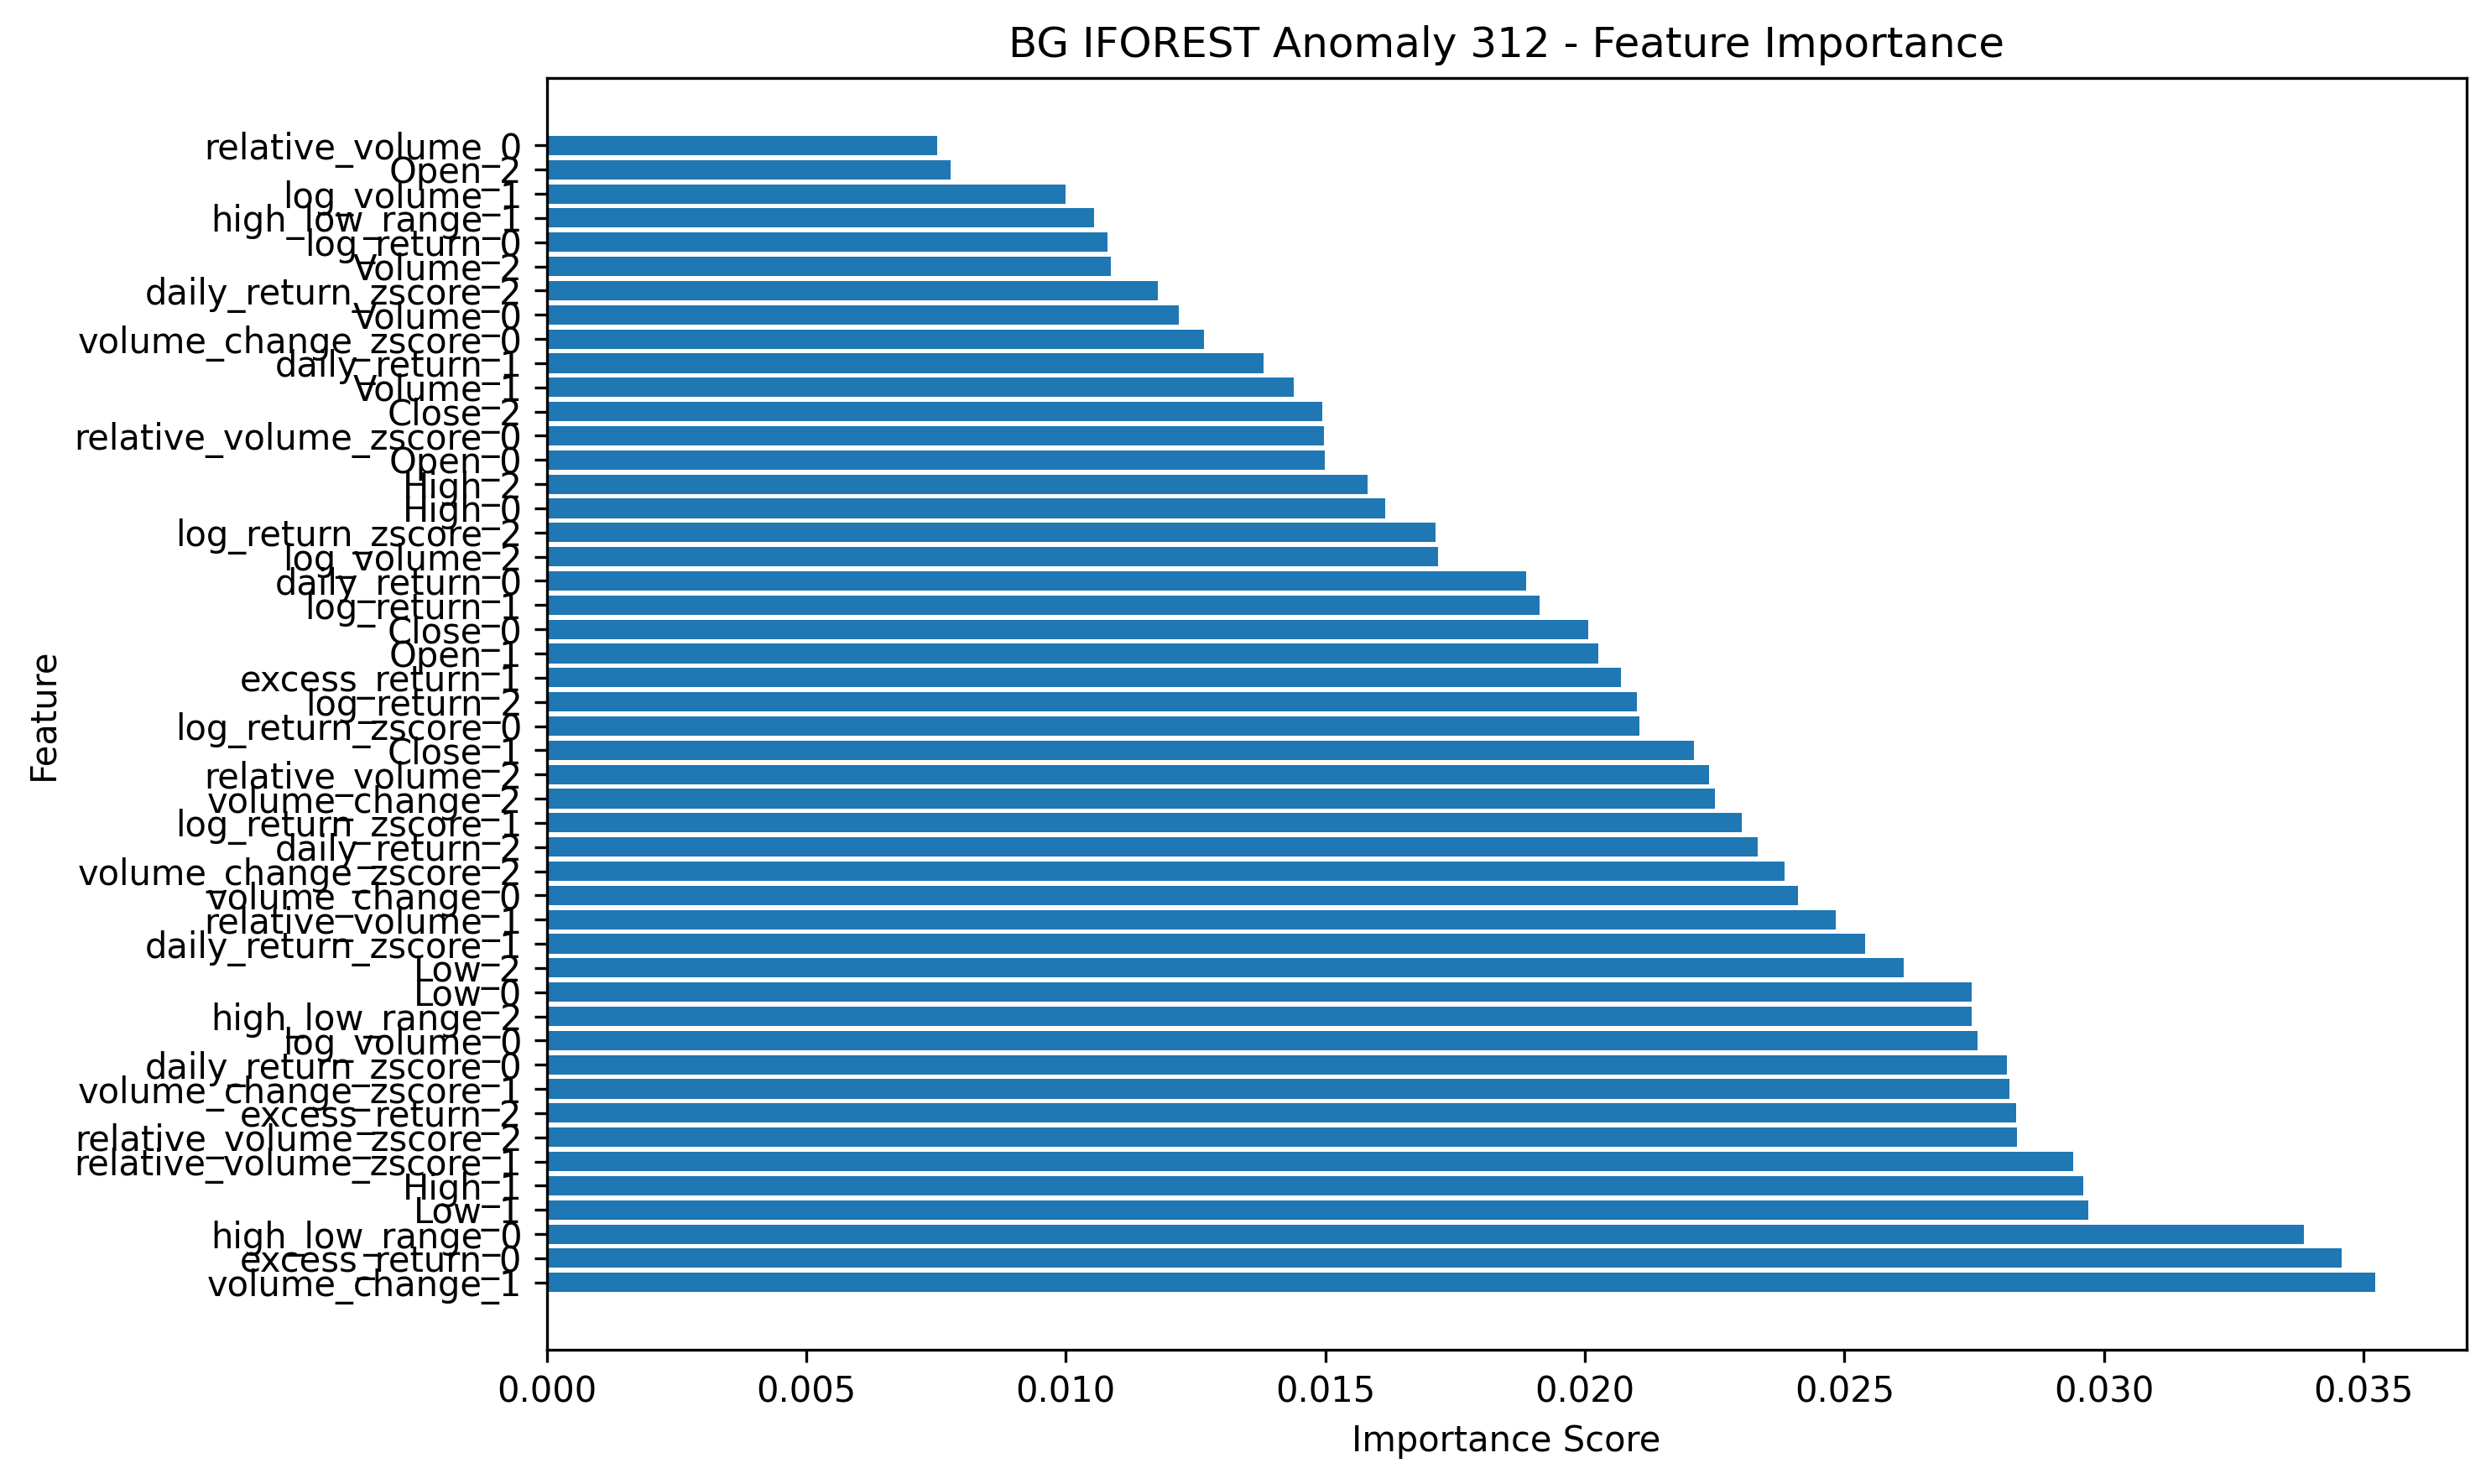 BG IFOREST Anomaly 312 - Feature Importance
relative_volume_0
Open_2
log_volume_1
high_low_range_1
log_return_0
Volume_2
daily_return_zscore_2
Volume_0
volume_change_zscore_0
daily_return_1
Volume_1
Close_2
relative_volume_zscore_0
Open_0
High_2
High_0
log_return_zscore_2
log_volume_2
daily_return_0
log_return_1
Close_0
Open_1
excess_return_1
log_return_2
log_return_zscore_0
Close_1
relative_volume_2
volume_change_2
log_return_zscore_1
daily_return_2
volume_change_zscore_2
volume_change_0
relative_volume_1
daily_return_zscore_1
Low_2
Low_0
high_low_range_2
log_volume_0
daily_return_zscore_0
volume_change_zscore_1
excess_return_2
relative_volume_zscore_2
relative_volume_zscore_1
High_1
Low_1
high_low_range_0
excess_return_0
volume_change_1
Feature
0.000 0.005 0.010 0.015 0.020 0.025 0.030 0.035
Importance Score